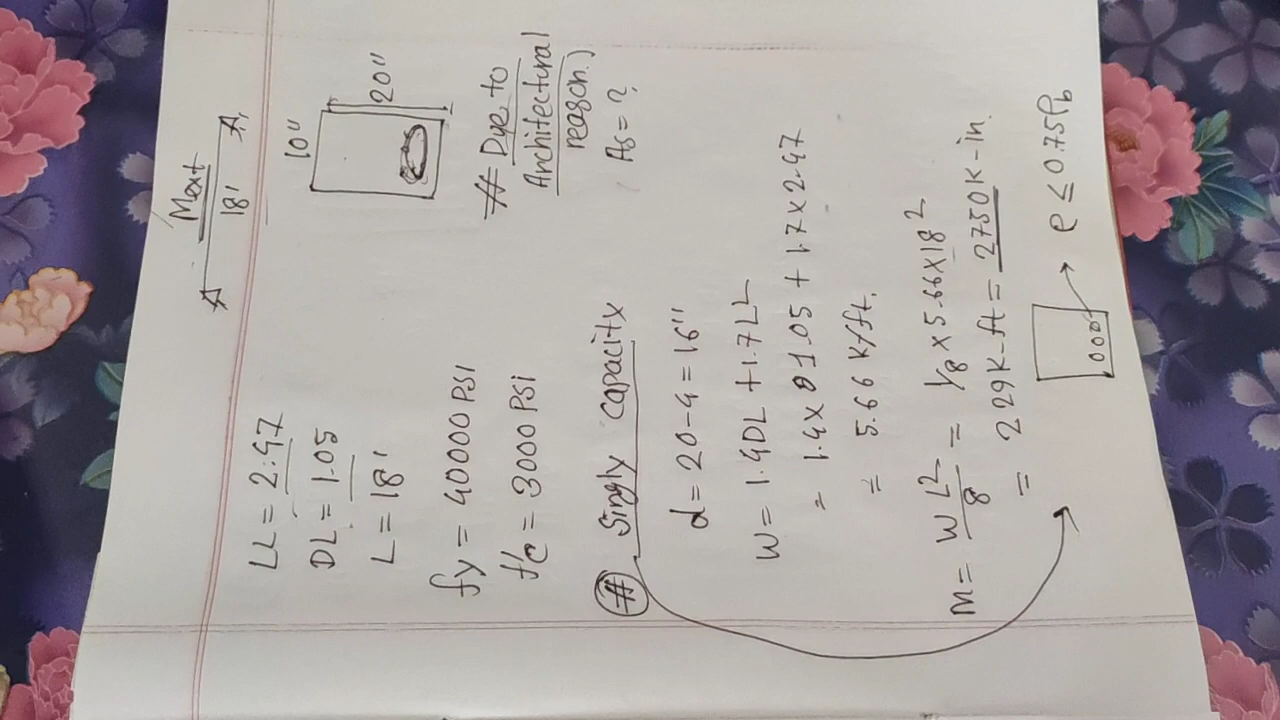 Mext
18'
LL = 2.47
DL = 1.05
L = 18'
10"
20"
fy = 40000 PSI
f'c = 3000 PSI
# Due to
Architectural
reason.)
As = ?
# Singly capacity
d = 20-4 = 16"
W = 1.4DL + 1.7LL
= 1.4 x 1.05 + 1.7 x 2.47
= 5.66 k/ft.
M = WL²/8 = 1/8 x 5.66 x 18²
= 229 K-ft = 2750 K-in.
ρ ≤ 0.75ρb